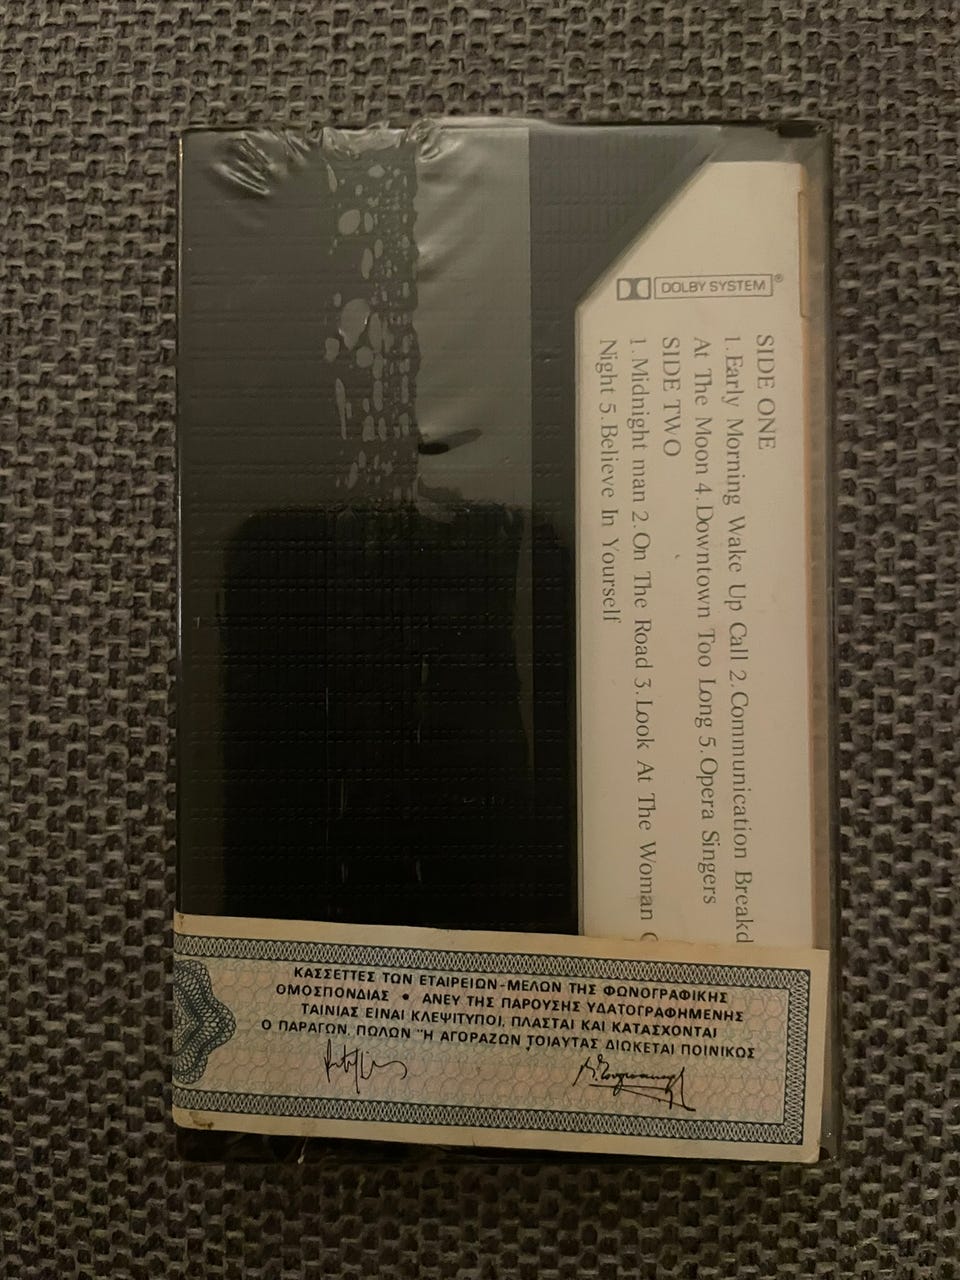 DOLBY SYSTEM®
SIDE ONE
1. Early Morning Wake Up Call 2. Communication Breakd
At The Moon 4. Downtown Too Long 5. Opera Singers
SIDE TWO
1. Midnight man 2. On The Road 3. Look At The Woman
Night 5. Believe In Yourself
ΚΑΣΣΕΤΤΕΣ ΤΩΝ ΕΤΑΙΡΕΙΩΝ-ΜΕΛΩΝ ΤΗΣ ΦΩΝΟΓΡΑΦΙΚΗΣ
ΟΜΟΣΠΟΝΔΙΑΣ • ΑΝΕΥ ΤΗΣ ΠΑΡΟΥΣΗΣ ΥΔΑΤΟΓΡΑΦΗΜΕΝΗΣ
ΤΑΙΝΙΑΣ ΕΙΝΑΙ ΚΛΕΨΙΤΥΠΟΙ, ΠΛΑΣΤΑΙ ΚΑΙ ΚΑΤΑΣΧΟΝΤΑΙ
Ο ΠΑΡΑΓΩΝ, ΠΩΛΩΝ "Η ΑΓΟΡΑΖΩΝ ΤΟΙΑΥΤΑΣ ΔΙΩΚΕΤΑΙ ΠΟΙΝΙΚΩΣ